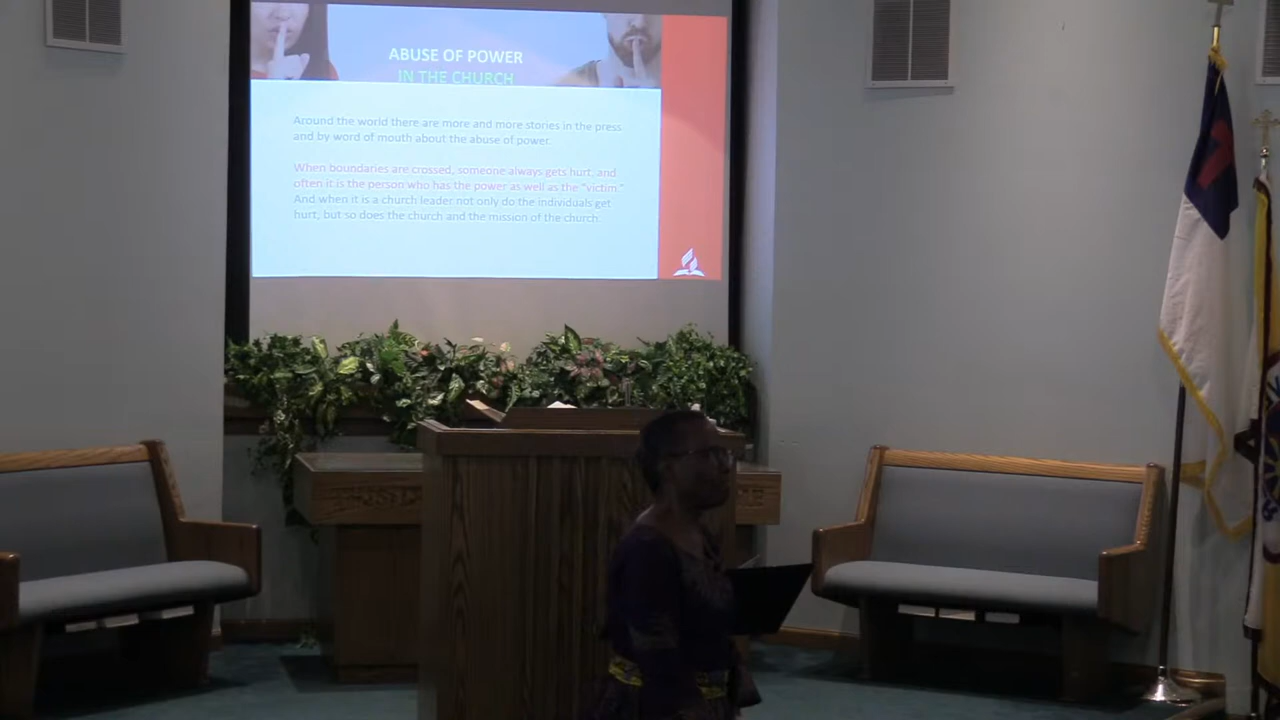 ABUSE OF POWER
IN THE CHURCH
Around the world there are more and more stories in the press
and by word of mouth about the abuse of power.
When boundaries are crossed, someone always gets hurt, and
often it is the person who has the power as well as the "victim."
And when it is a church leader not only do the individuals get
hurt, but so does the church and the mission of the church.